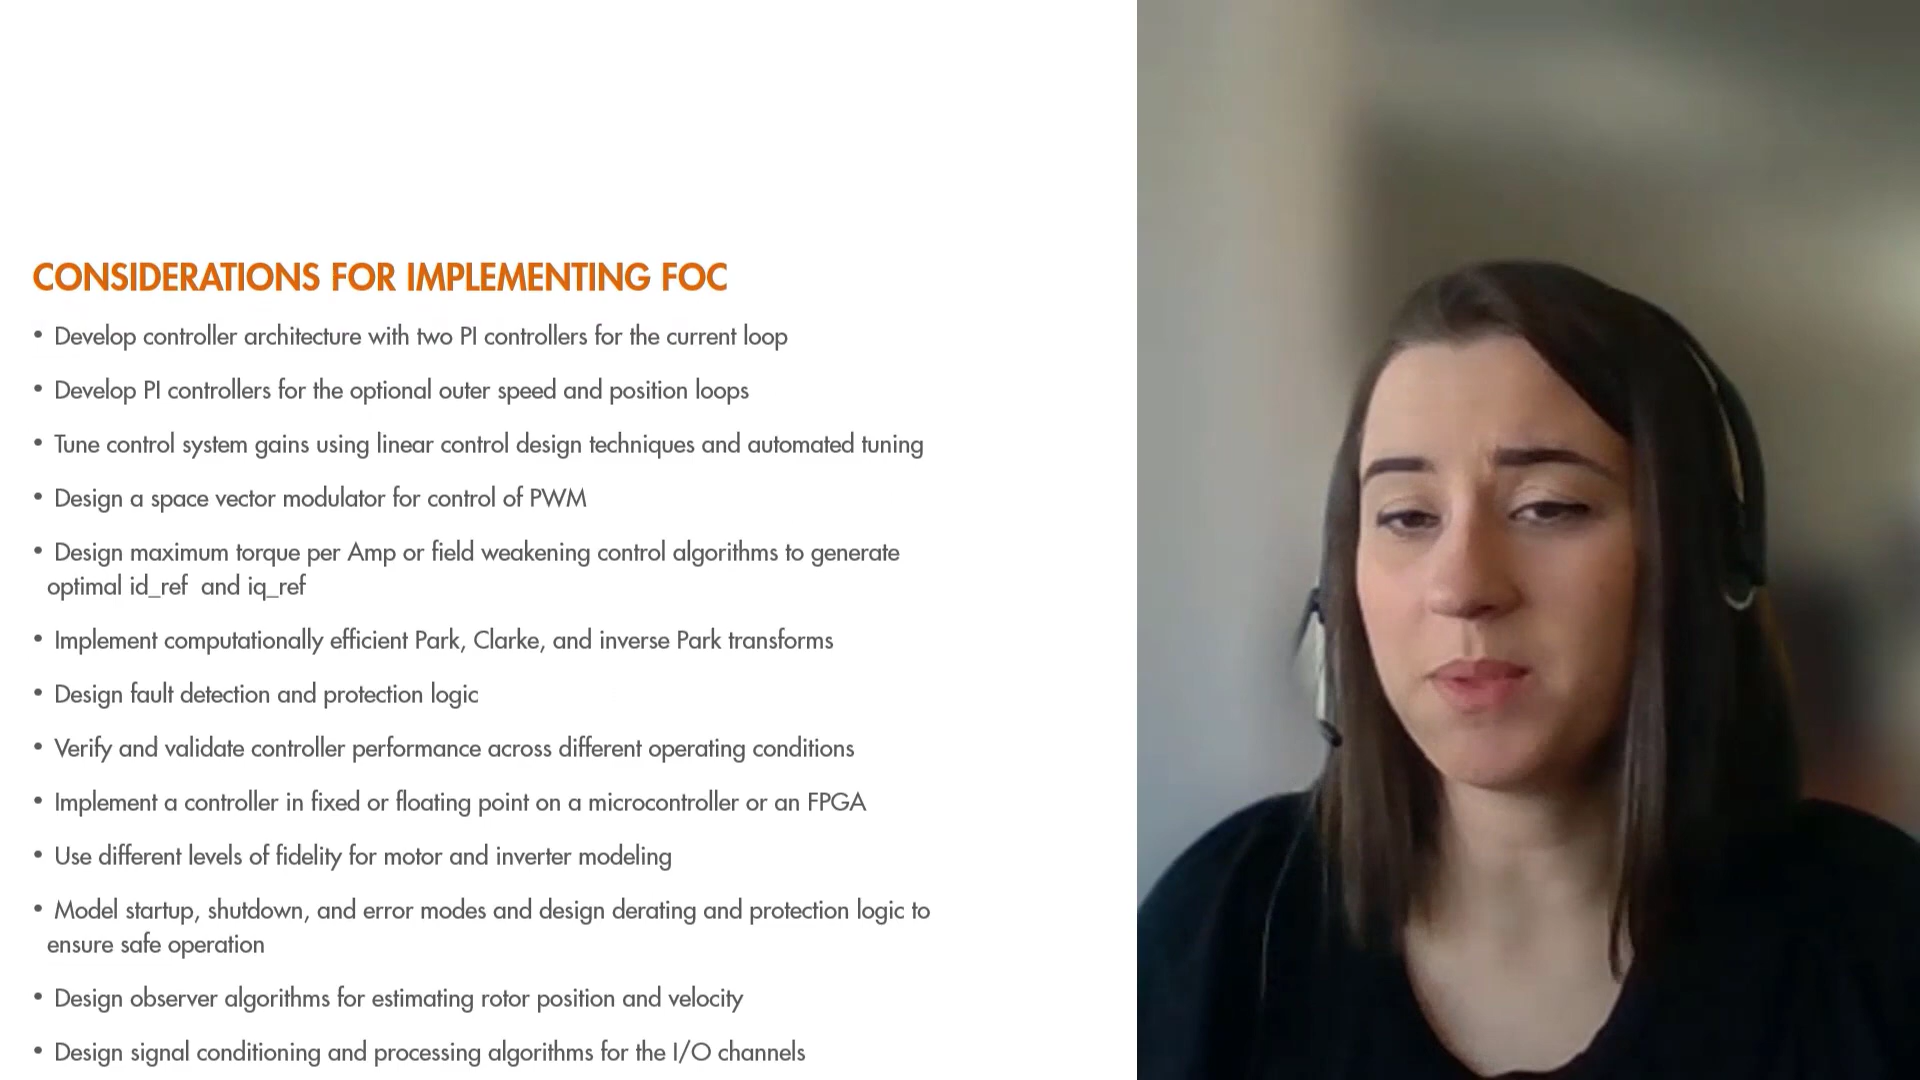 CONSIDERATIONS FOR IMPLEMENTING FOC
• Develop controller architecture with two PI controllers for the current loop
• Develop PI controllers for the optional outer speed and position loops
• Tune control system gains using linear control design techniques and automated tuning
• Design a space vector modulator for control of PWM
• Design maximum torque per Amp or field weakening control algorithms to generate
optimal id_ref and iq_ref
• Implement computationally efficient Park, Clarke, and inverse Park transforms
• Design fault detection and protection logic
• Verify and validate controller performance across different operating conditions
• Implement a controller in fixed or floating point on a microcontroller or an FPGA
• Use different levels of fidelity for motor and inverter modeling
• Model startup, shutdown, and error modes and design derating and protection logic to
ensure safe operation
• Design observer algorithms for estimating rotor position and velocity
• Design signal conditioning and processing algorithms for the I/O channels